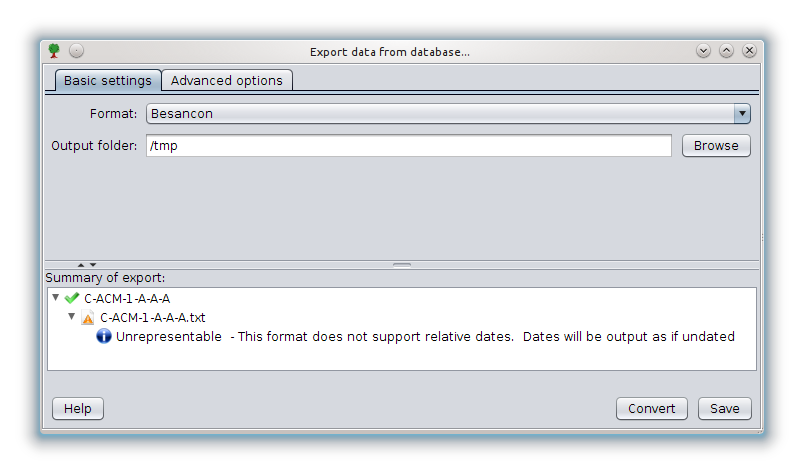 Export data from database...
Basic settings Advanced options
Format: Besancon
Output folder: /tmp Browse
Summary of export:
C-ACM-1-A-A-A
C-ACM-1-A-A-A.txt
Unrepresentable - This format does not support relative dates. Dates will be output as if undated
Help Convert Save